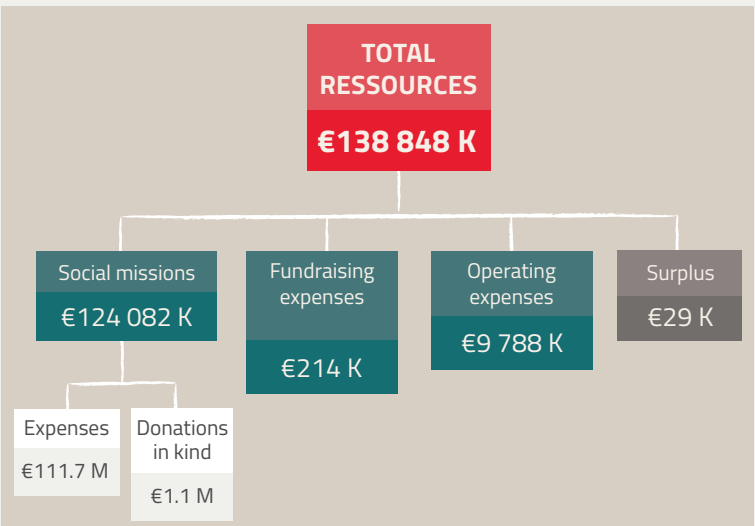 TOTAL
RESSOURCES
€138 848 K
Social missions
€124 082 K
Fundraising
expenses
€214 K
Operating
expenses
€9 788 K
Surplus
€29 K
Expenses
€111.7 M
Donations
in kind
€1.1 M